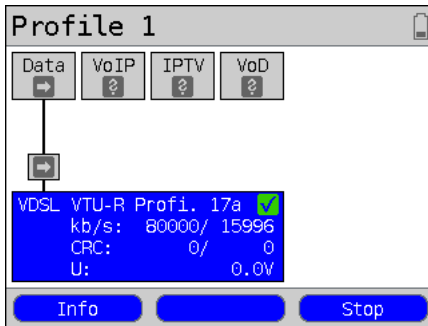 Profile 1
Data VoIP IPTV VoD
VDSL VTU-R Profi. 17a
kb/s: 80000/ 15996
CRC: 0/ 0
U: 0.0V
Info Stop